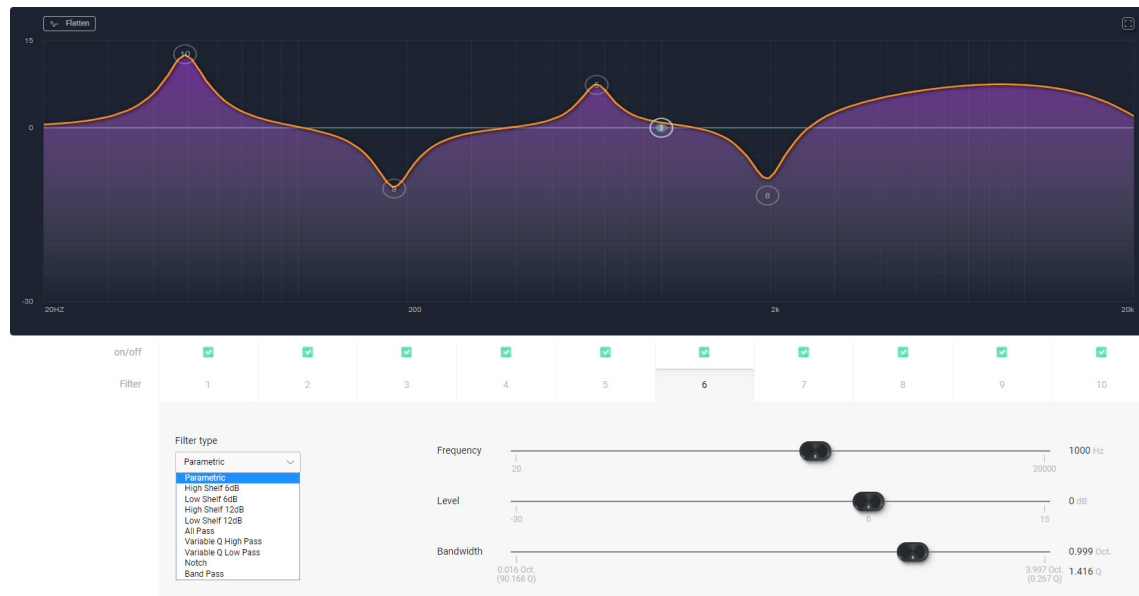 Flatten
15
10
5
0
9
8
-30
20HZ
200
2k
20k
on/off
Filter
1
2
3
4
5
6
7
8
9
10
Filter type
Parametric
Parametric
High Shelf 6dB
Low Shelf 6dB
High Shelf 12dB
Low Shelf 12dB
All Pass
Variable Q High Pass
Variable Q Low Pass
Notch
Band Pass
Frequency
20
20000
1000 Hz
Level
-30
0
15
0 dB
Bandwidth
0.016 Oct.
(90.168 Q)
3.997 Oct.
(0.267 Q)
0.999 Oct.
1.416 Q